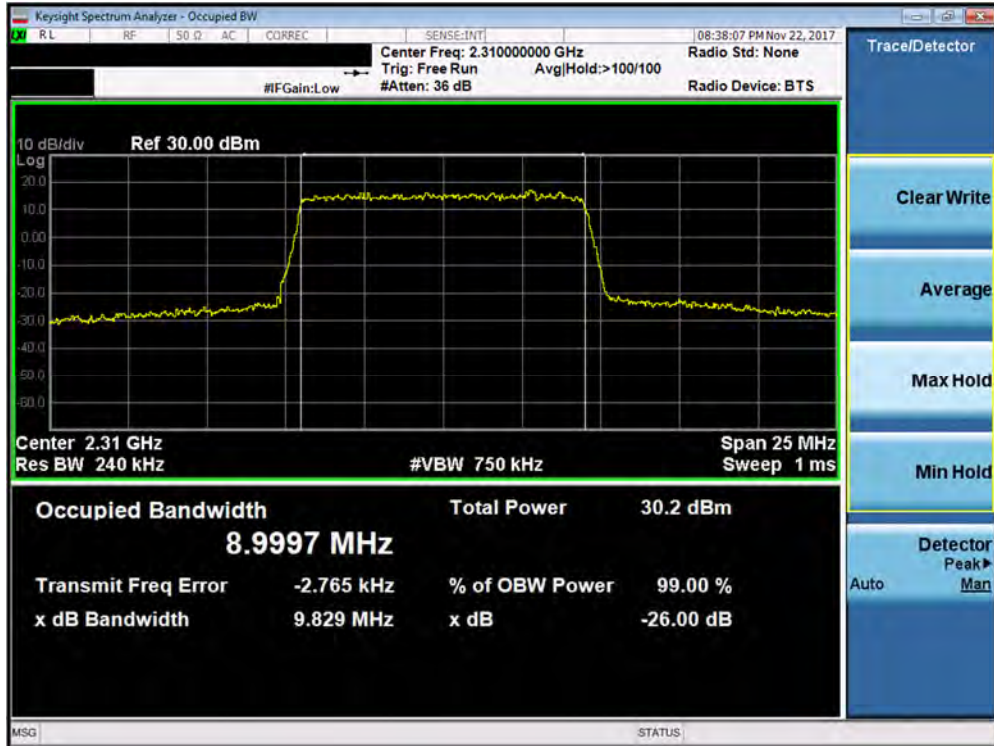 Keysight Spectrum Analyzer - Occupied BW
LXI RL RF 50 Ω AC CORREC SENSE:INT 08:38:07 PM Nov 22, 2017
Center Freq: 2.310000000 GHz Radio Std: None
Trig: Free Run Avg|Hold:>100/100
#IFGain:Low #Atten: 36 dB Radio Device: BTS
10 dB/div Ref 30.00 dBm
Log
20.0
10.0
0.00
-10.0
-20.0
-30.0
-40.0
-50.0
-60.0
Center 2.31 GHz Span 25 MHz
Res BW 240 kHz #VBW 750 kHz Sweep 1 ms
Occupied Bandwidth Total Power 30.2 dBm
8.9997 MHz
Transmit Freq Error -2.765 kHz % of OBW Power 99.00 %
x dB Bandwidth 9.829 MHz x dB -26.00 dB
Trace/Detector
Clear Write
Average
Max Hold
Min Hold
Detector
Peak▶
Auto Man
MSG STATUS